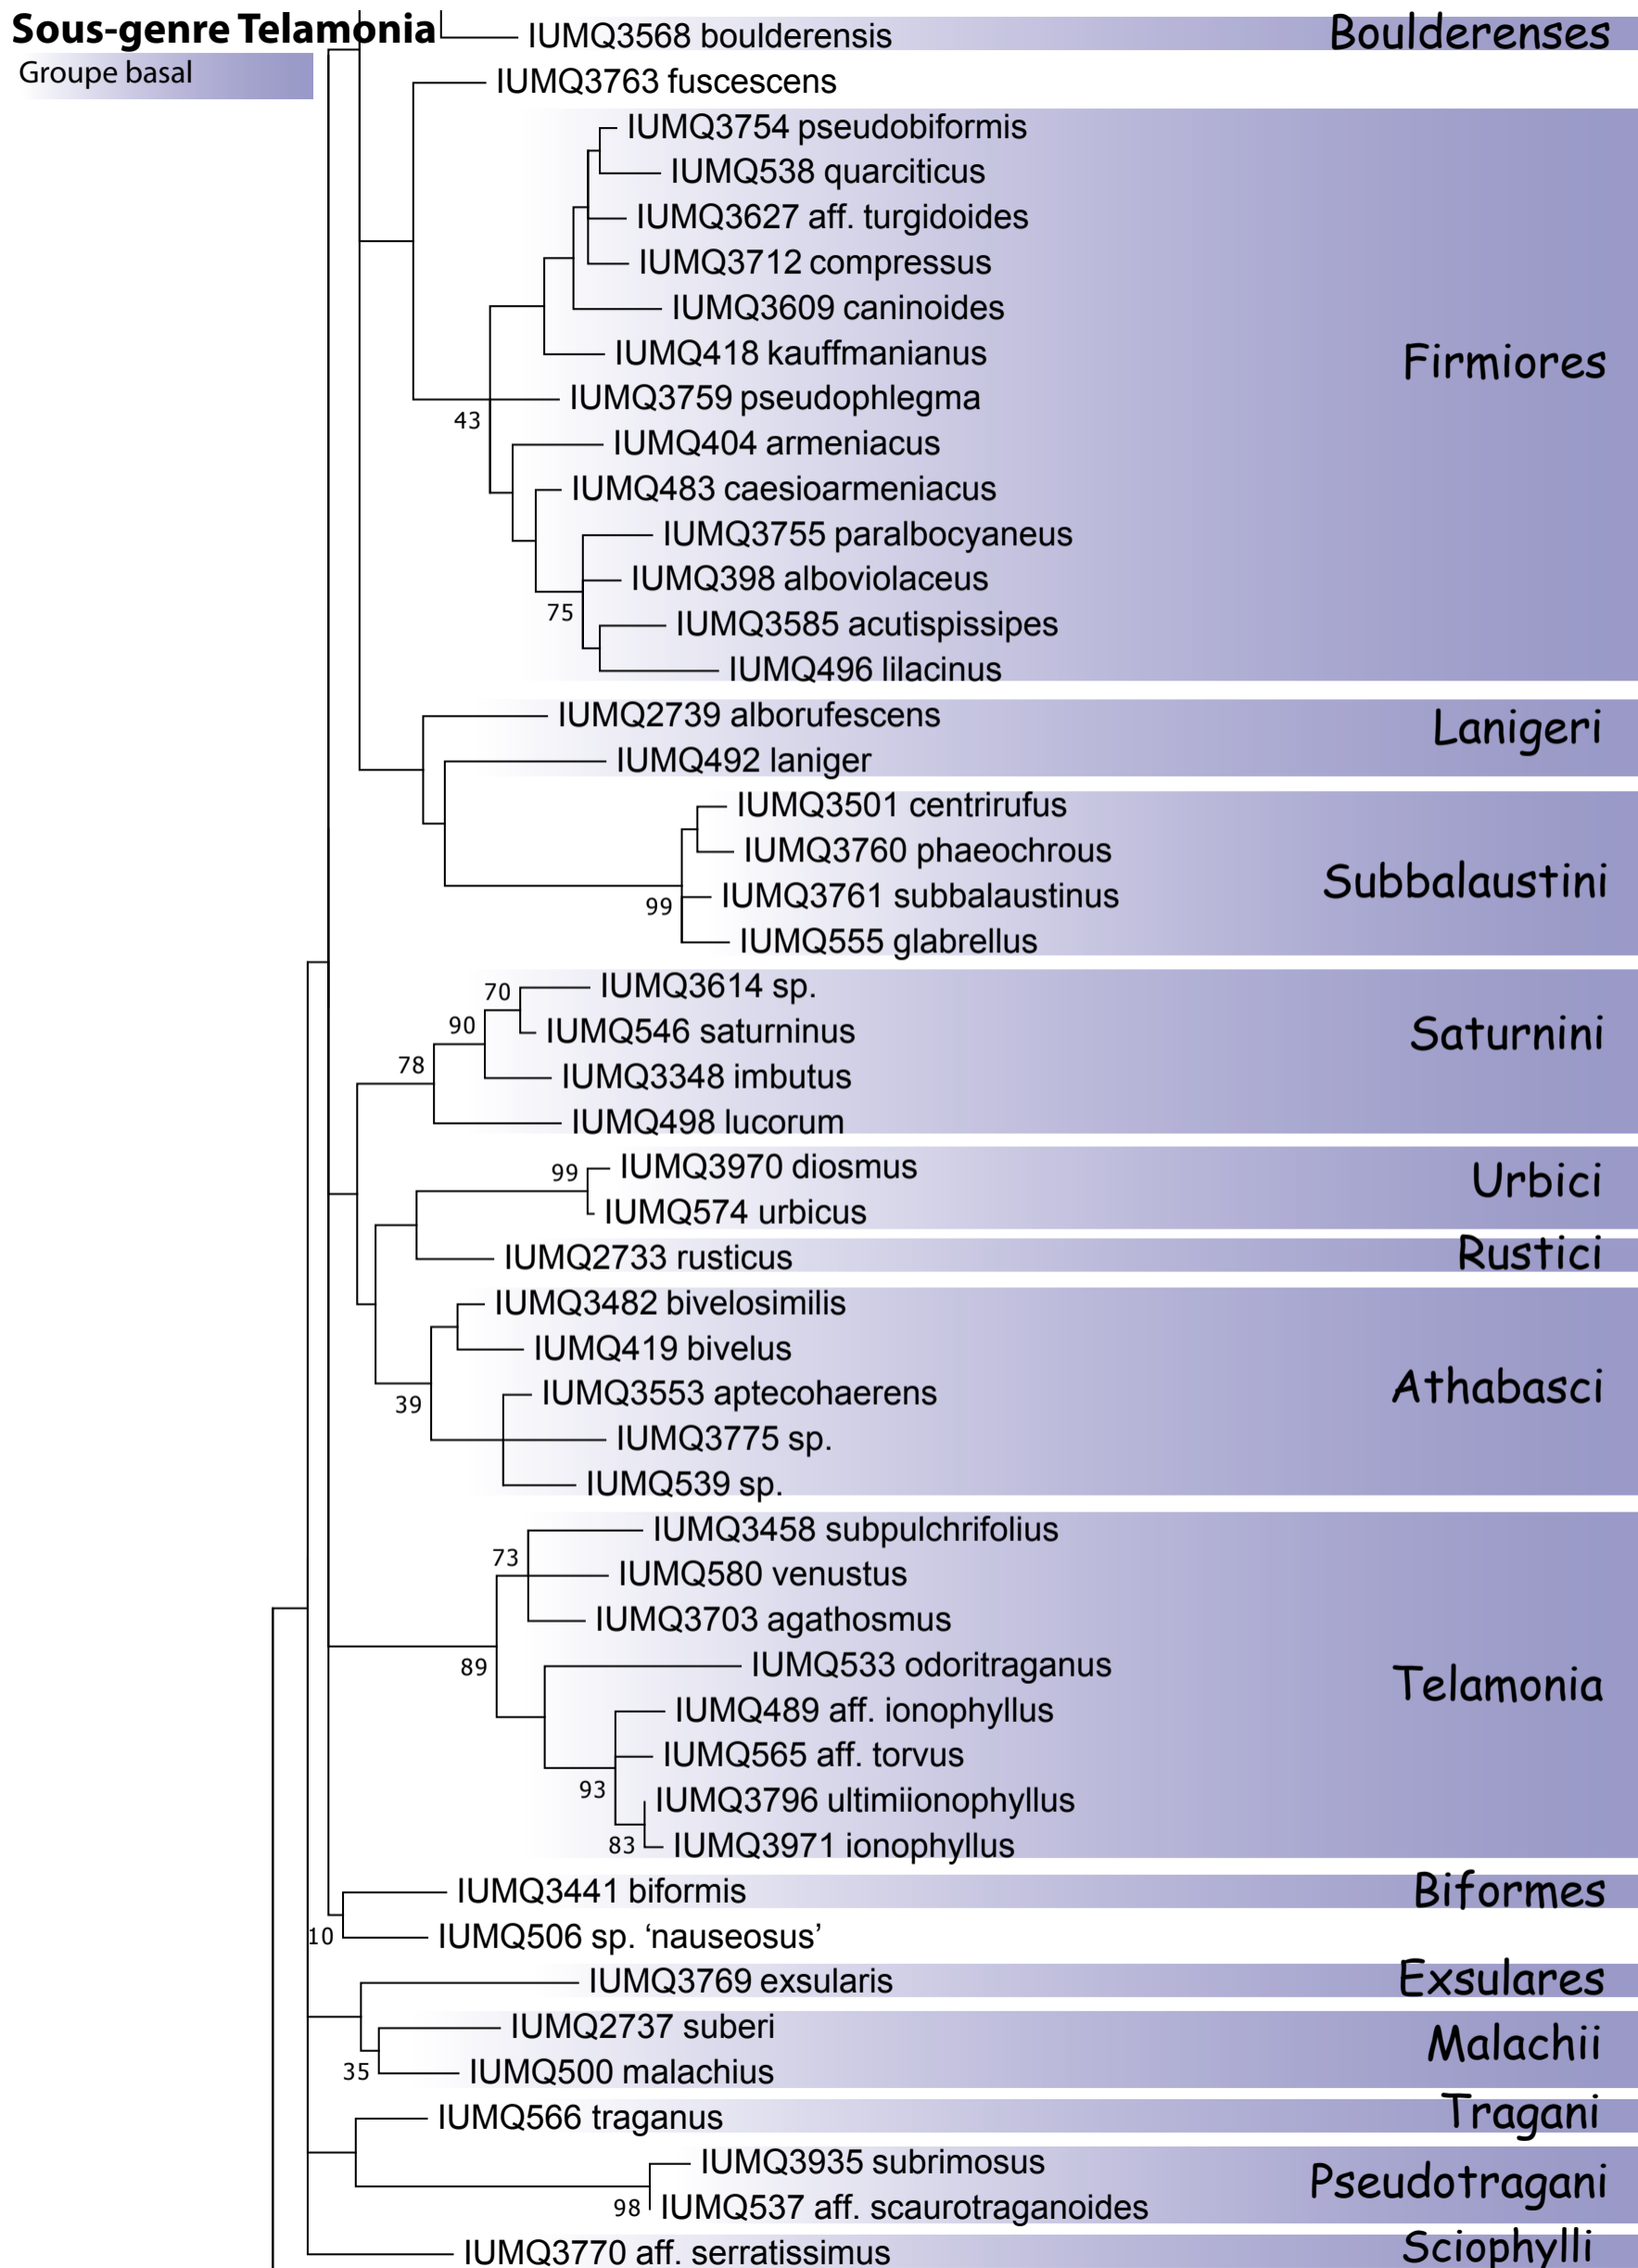 Sous-genre Telamonia
Groupe basal
IUMQ3568 boulderensis
Boulderenses
IUMQ3763 fuscescens
IUMQ3754 pseudobiformis
IUMQ538 quarciticus
IUMQ3627 aff. turgidoides
IUMQ3712 compressus
IUMQ3609 caninoides
IUMQ418 kauffmanianus
Firmiores
IUMQ3759 pseudophlegma
43
IUMQ404 armeniacus
IUMQ483 caesioarmeniacus
IUMQ3755 paralbocyaneus
IUMQ398 alboviolaceus
75
IUMQ3585 acutispissipes
IUMQ496 lilacinus
IUMQ2739 alborufescens
Lanigeri
IUMQ492 laniger
IUMQ3501 centrirufus
IUMQ3760 phaeochrous
Subbalaustini
IUMQ3761 subbalaustinus
99
IUMQ555 glabrellus
IUMQ3614 sp.
70
90
IUMQ546 saturninus
Saturnini
78
IUMQ3348 imbutus
IUMQ498 lucorum
99
IUMQ3970 diosmus
Urbici
IUMQ574 urbicus
IUMQ2733 rusticus
Rustici
IUMQ3482 bivelosimilis
IUMQ419 bivelus
39
IUMQ3553 aptecohaerens
Athabasci
IUMQ3775 sp.
IUMQ539 sp.
IUMQ3458 subpulchrifolius
73
IUMQ580 venustus
IUMQ3703 agathosmus
89
IUMQ533 odoritraganus
Telamonia
IUMQ489 aff. ionophyllus
IUMQ565 aff. torvus
93
IUMQ3796 ultimiionophyllus
83
IUMQ3971 ionophyllus
IUMQ3441 biformis
Biformes
10
IUMQ506 sp. ‘nauseosus’
IUMQ3769 exsularis
Exsulares
IUMQ2737 suberi
Malachii
35
IUMQ500 malachius
IUMQ566 traganus
Tragani
IUMQ3935 subrimosus
Pseudotragani
98
IUMQ537 aff. scaurotraganoides
IUMQ3770 aff. serratissimus
Sciophylli